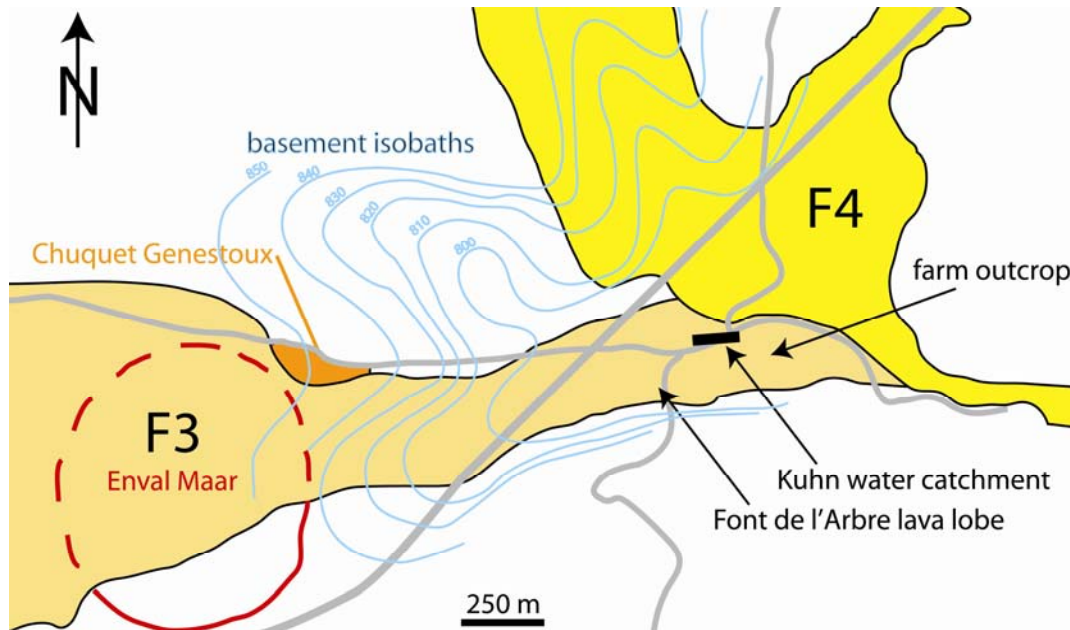 N
basement isobaths
850
840
830
820
810
800
F4
Chuquet Genestoux
farm outcrop
F3
Enval Maar
Kuhn water catchment
Font de l'Arbre lava lobe
250 m